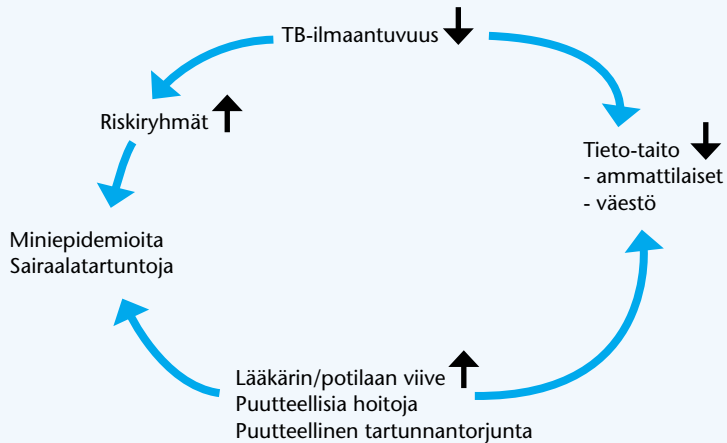 TB-ilmaantuvuus
Riskiryhmät
Tieto-taito
- ammattilaiset
- väestö
Miniepidemioita
Sairaalatartuntoja
Lääkärin/potilaan viive
Puutteellisia hoitoja
Puutteellinen tartunnantorjunta